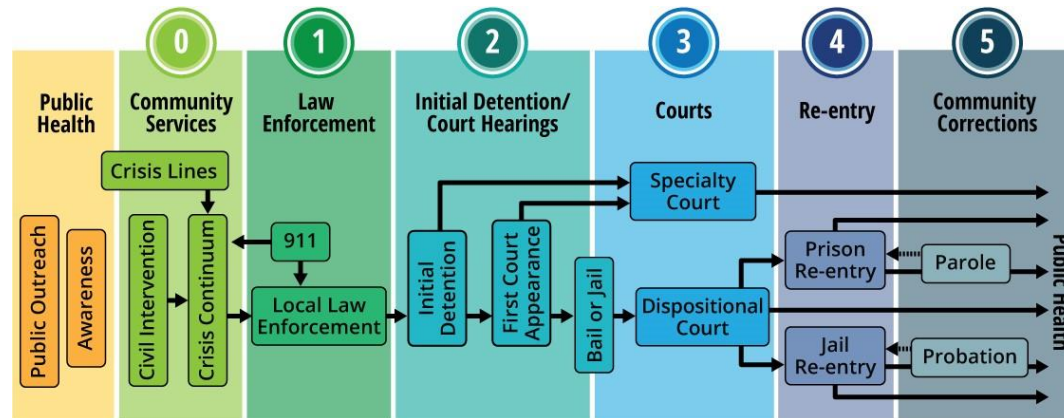 0
1
2
3
4
5
Public
Health
Community
Services
Law
Enforcement
Initial Detention/
Court Hearings
Courts
Re-entry
Community
Corrections
Crisis Lines
Public Outreach
Awareness
Civil Intervention
Crisis Continuum
911
Local Law
Enforcement
Initial
Detention
First Court
Appearance
Bail or Jail
Specialty
Court
Dispositional
Court
Prison
Re-entry
Parole
Jail
Re-entry
Probation
Public Health